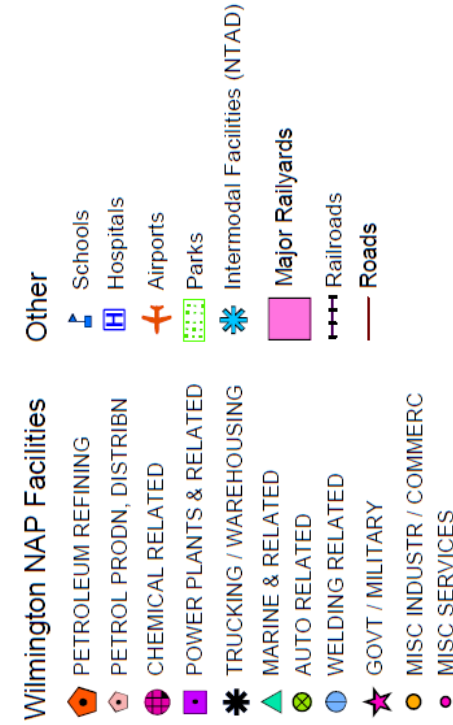 Wilmington NAP Facilities
PETROLEUM REFINING
PETROL PRODN, DISTRIBN
CHEMICAL RELATED
POWER PLANTS & RELATED
TRUCKING / WAREHOUSING
MARINE & RELATED
AUTO RELATED
WELDING RELATED
GOVT / MILITARY
MISC INDUSTR / COMMERC
MISC SERVICES
Other
Schools
H Hospitals
Airports
Parks
Intermodal Facilities (NTAD)
Major Railyards
Railroads
Roads